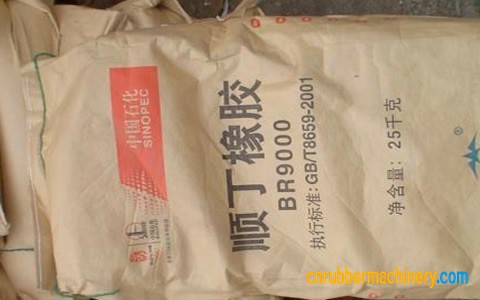 中国石化
SINOPEC
顺丁橡胶
BR9000
执行标准:GB/T8659-2001
净含量:25千克
®
cnrubbermachinery.com